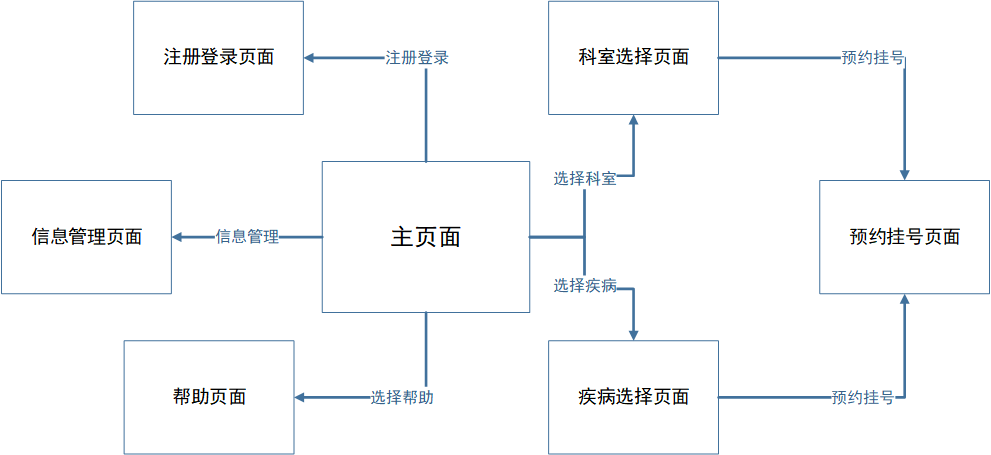 注册登录页面
注册登录
科室选择页面
预约挂号
选择科室
信息管理页面
信息管理
主页面
预约挂号页面
选择疾病
帮助页面
选择帮助
疾病选择页面
预约挂号